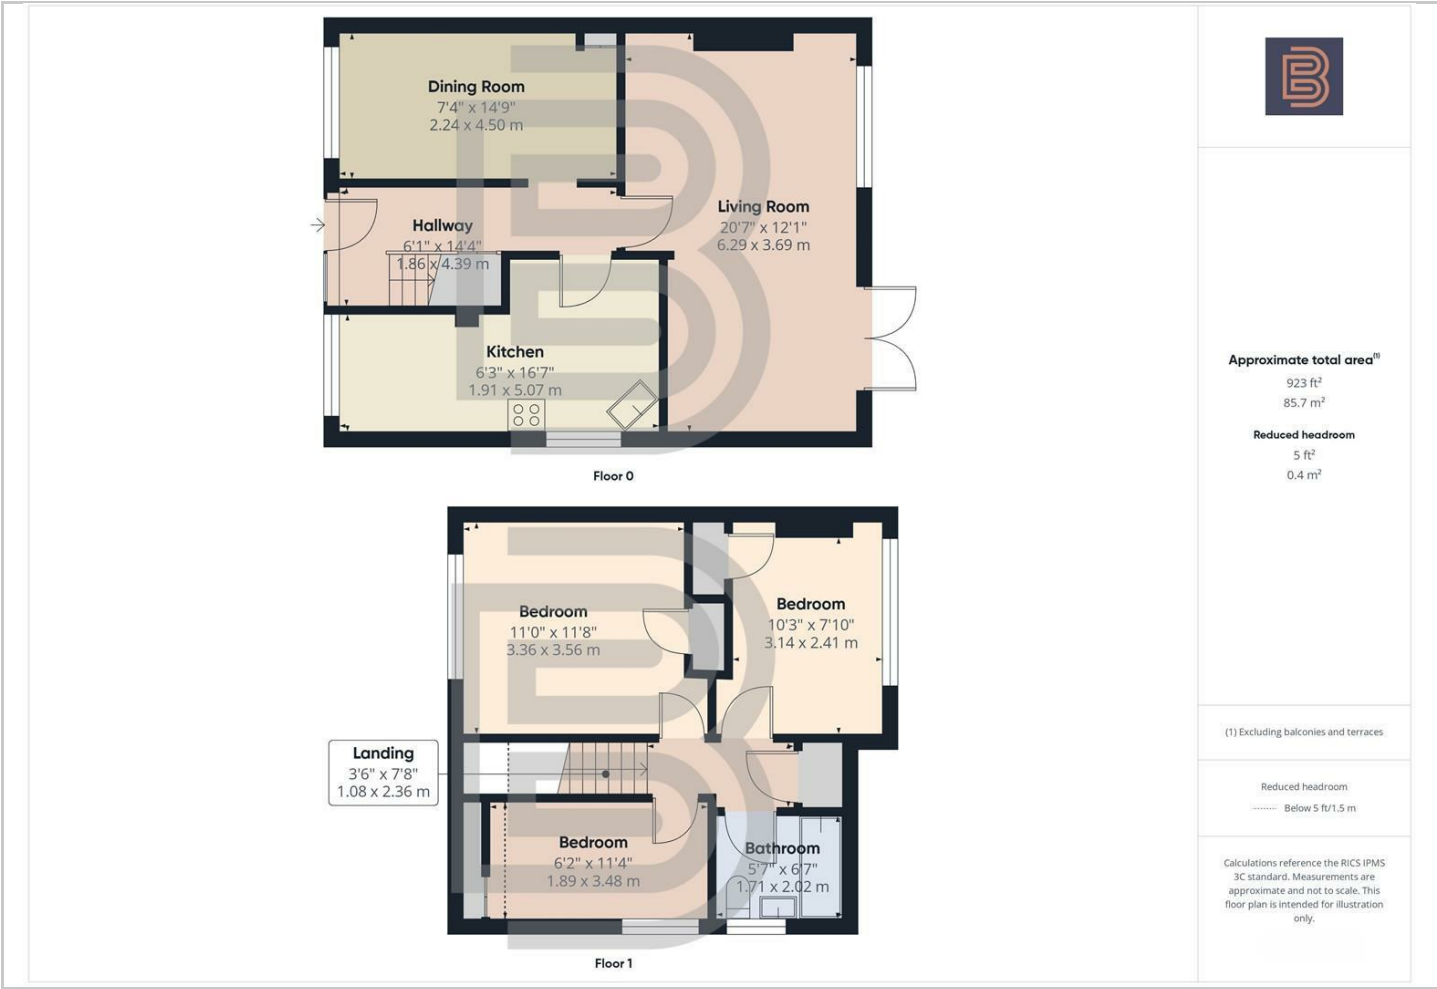 Dining Room
7'4" x 14'9"
2.24 x 4.50 m
Hallway
6'1" x 14'4"
1.86 x 4.39 m
Living Room
20'7" x 12'1"
6.29 x 3.69 m
Kitchen
6'3" x 16'7"
1.91 x 5.07 m
Floor 0
Bedroom
11'0" x 11'8"
3.36 x 3.56 m
Bedroom
10'3" x 7'10"
3.14 x 2.41 m
Landing
3'6" x 7'8"
1.08 x 2.36 m
Bedroom
6'2" x 11'4"
1.89 x 3.48 m
Bathroom
5'7" x 6'7"
1.71 x 2.02 m
Floor 1
B
Approximate total area(1)
923 ft²
85.7 m²
Reduced headroom
5 ft²
0.4 m²
(1) Excluding balconies and terraces
Reduced headroom
Below 5 ft/1.5 m
Calculations reference the RICS IPMS
3C standard. Measurements are
approximate and not to scale. This
floor plan is intended for illustration
only.